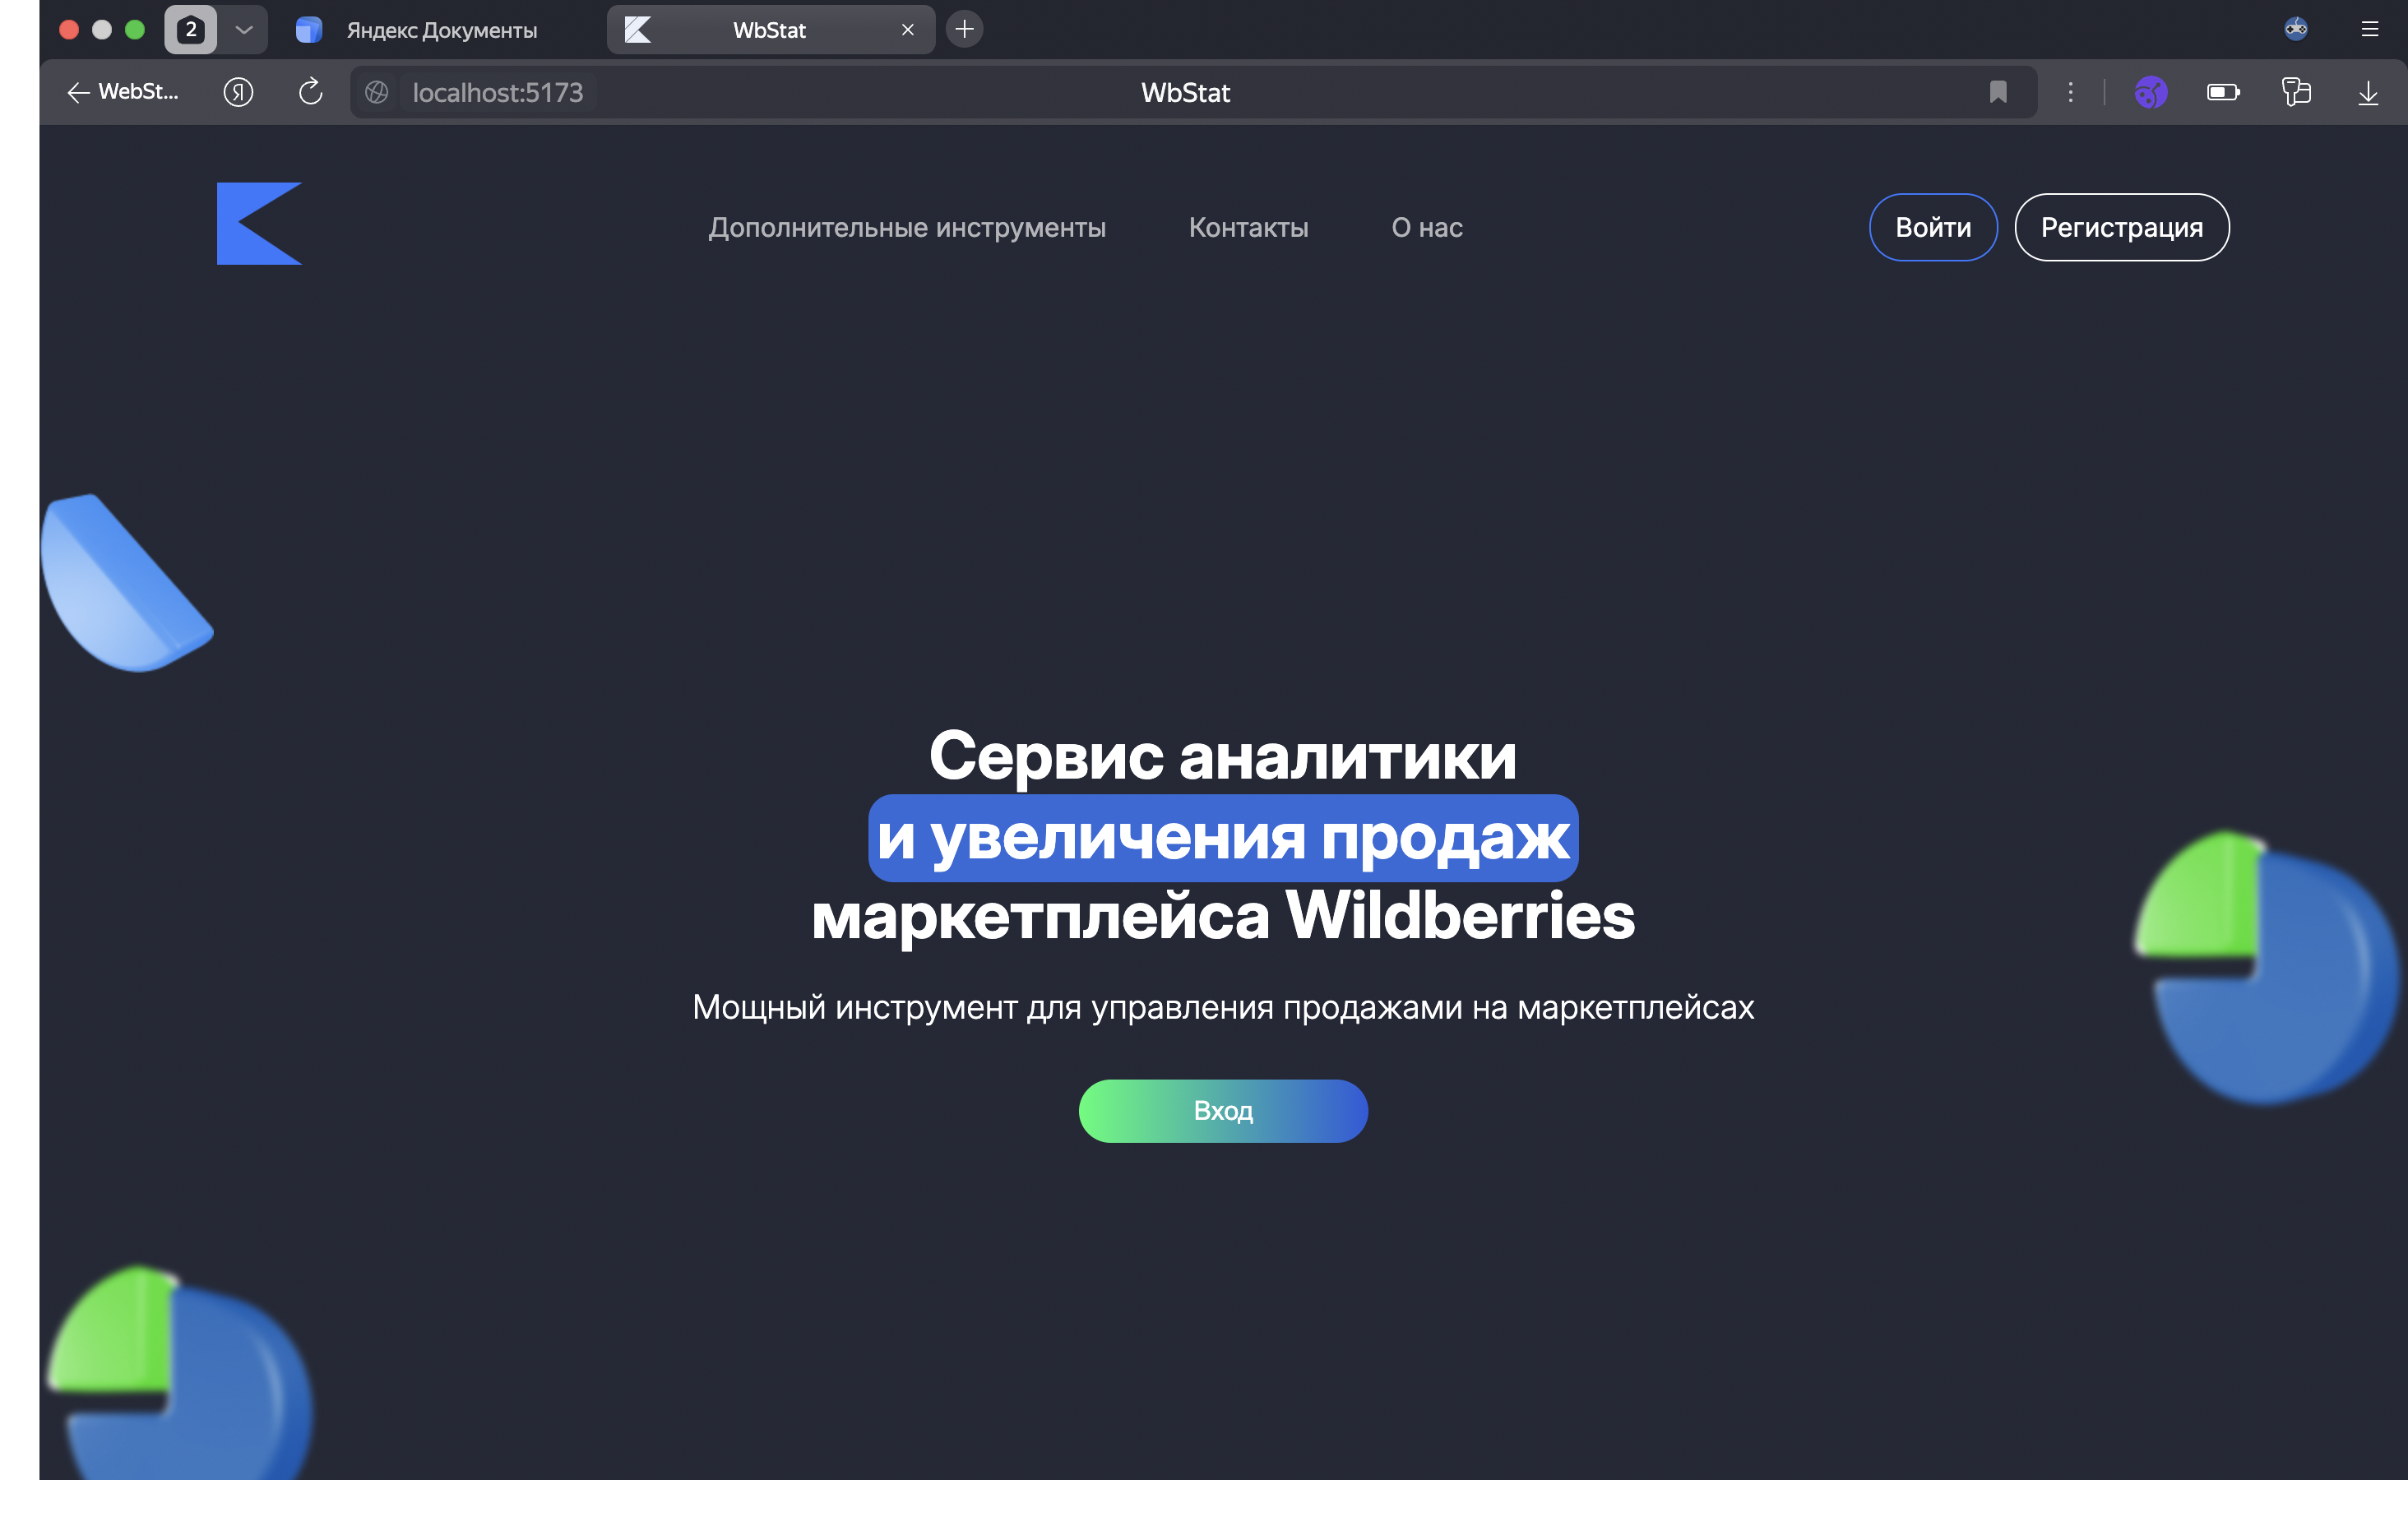 2
Яндекс Документы
WbStat
WebSt...
Я
localhost:5173
WbStat
Дополнительные инструменты
Контакты
О нас
Войти
Регистрация
Сервис аналитики
и увеличения продаж
маркетплейса Wildberries
Мощный инструмент для управления продажами на маркетплейсах
Вход